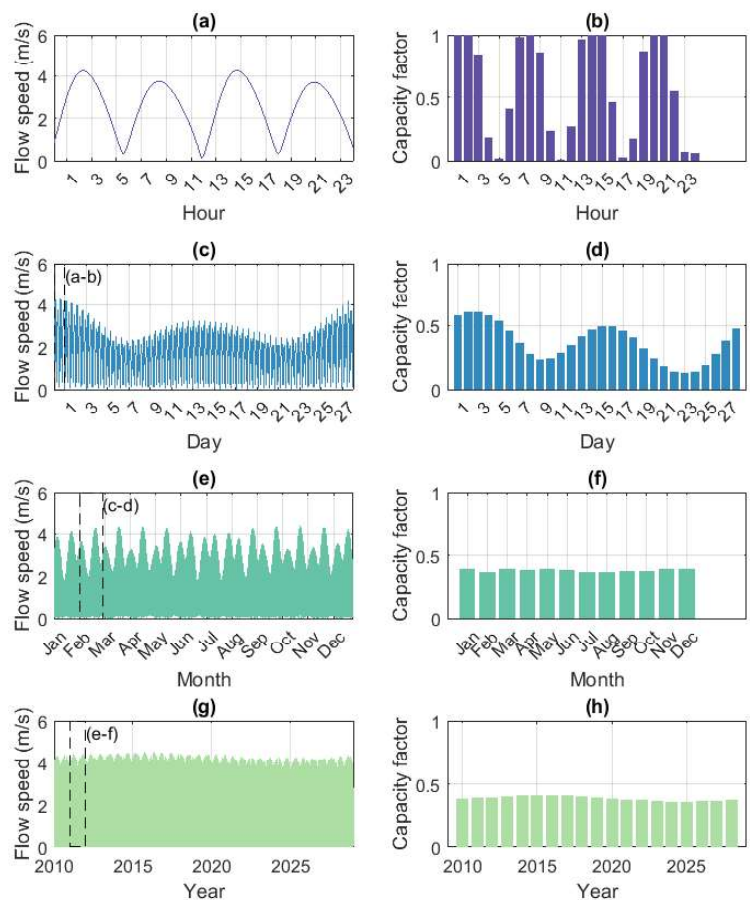 (a)
Flow speed (m/s)
6
4
2
0
1 3 5 7 9 11 13 15 17 19 21 23
Hour
(b)
Capacity factor
1
0.5
0
1 3 5 7 9 11 13 15 17 19 21 23
Hour
(c)
Flow speed (m/s)
6
4
2
0
(a-b)
1 3 5 7 9 11 13 15 17 19 21 23 25 27
Day
(d)
Capacity factor
1
0.5
0
1 3 5 7 9 11 13 15 17 19 21 23 25 27
Day
(e)
Flow speed (m/s)
6
4
2
0
(c-d)
Jan Feb Mar Apr May Jun Jul Aug Sep Oct Nov Dec
Month
(f)
Capacity factor
1
0.5
0
Jan Feb Mar Apr May Jun Jul Aug Sep Oct Nov Dec
Month
(g)
Flow speed (m/s)
6
4
2
0
(e-f)
2010 2015 2020 2025
Year
(h)
Capacity factor
1
0.5
0
2010 2015 2020 2025
Year